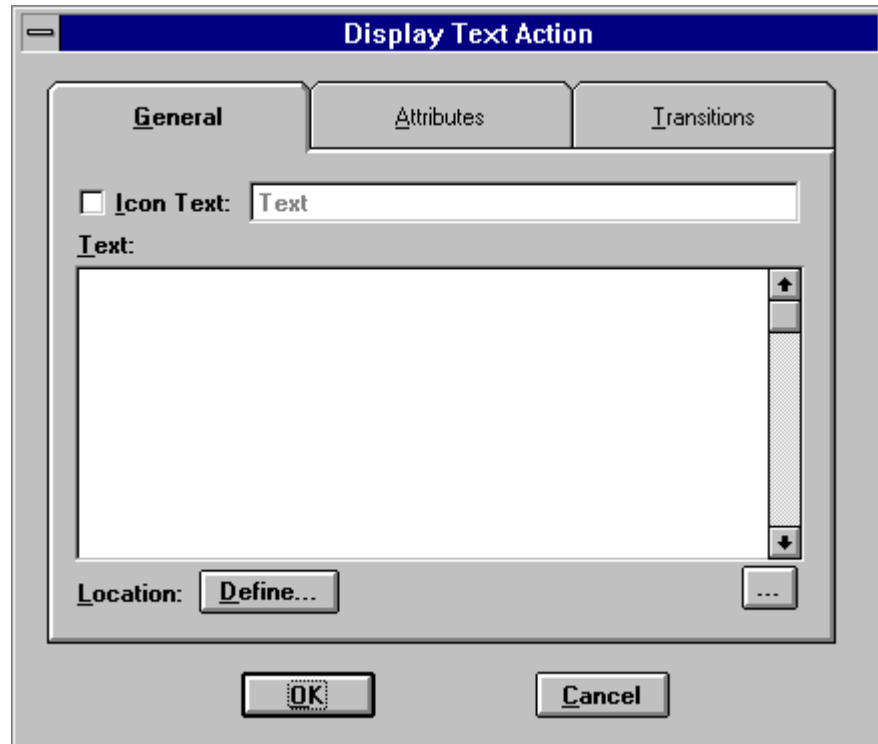 Display Text Action
General Attributes Transitions
Icon Text: Text
Text:
Location: Define... ...
OK Cancel